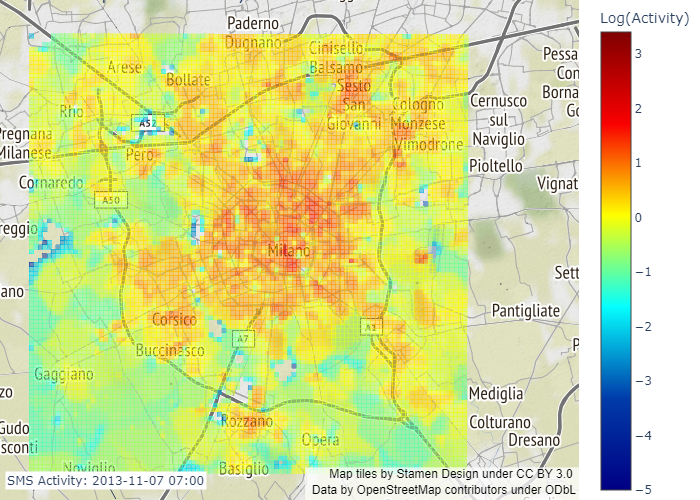 Log(Activity)
Paderno
Dugnano
Cinisello
Balsamo
Arese
Bollate
Sesto
San
Giovanni
Cologno
Monzese
Vimodrone
Cernusco
sul
Naviglio
Pessa
Con
Borna
Go
Rho
A52
Pregnana
Milanese
Pero
Pioltello
Cornaredo
A50
Vignat
reggio
Milano
Sett
ano
Corsico
A7
A1
Pantigliate
Buccinasco
P
Gaggiano
zo
Mediglia
Rozzano
Colturano
Gudo
sconti
Opera
Dresano
Noviglio
Basiglio
SMS Activity: 2013-11-07 07:00
Map tiles by Stamen Design under CC BY 3.0
Data by OpenStreetMap contributors under ODbL
3
2
1
0
−1
−2
−3
−4
−5